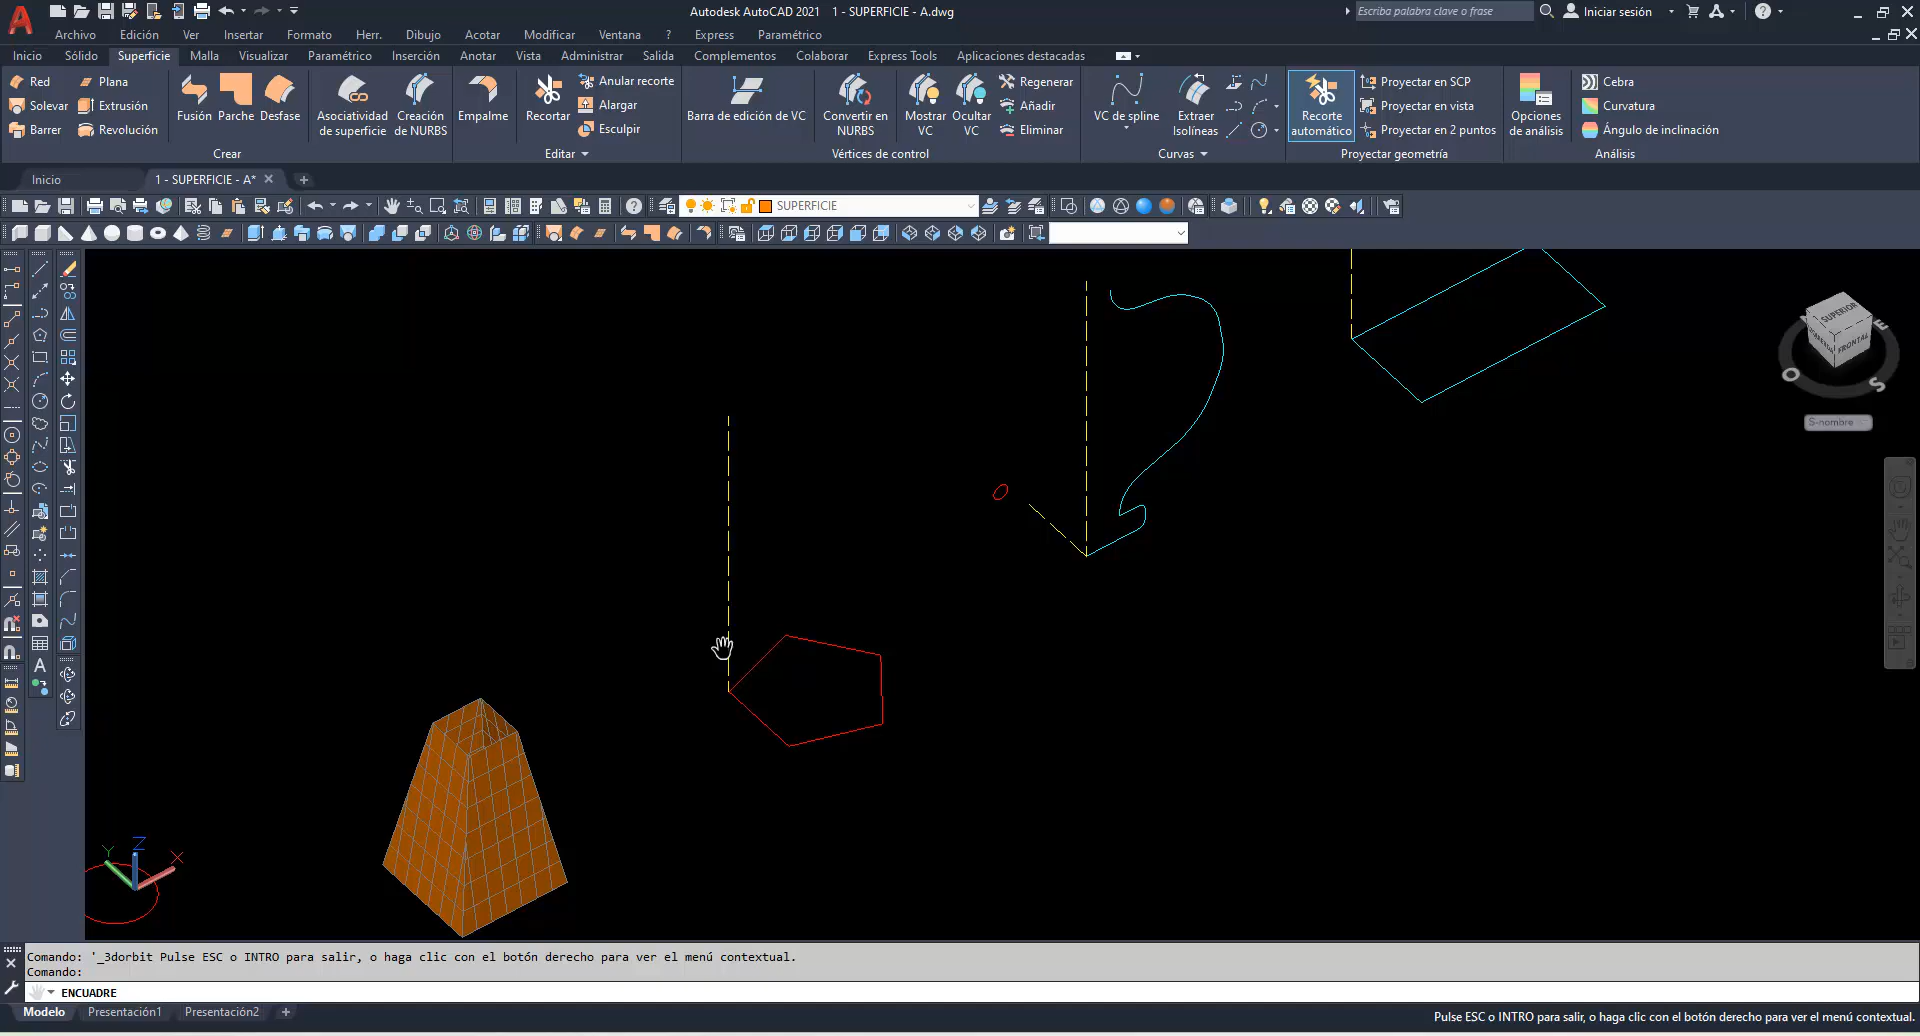 Autodesk AutoCAD 2021 1 - SUPERFICIE - A.dwg
Escriba palabra clave o frase
Iniciar sesión
Archivo Edición Ver Insertar Formato Herr. Dibujo Acotar Modificar Ventana ? Express Paramétrico
Inicio Sólido Superficie Malla Visualizar Paramétrico Inserción Anotar Vista Administrar Salida Complementos Colaborar Express Tools Aplicaciones destacadas
Red Plana
Solevar Extrusión
Barrer Revolución
Fusión Parche Desfase
Asociatividad de superficie
Creación de NURBS
Crear
Empalme
Recortar
Anular recorte
Alargar
Esculpir
Editar
Barra de edición de VC
Convertir en NURBS
Mostrar VC
Ocultar VC
Regenerar
Añadir
Eliminar
Vértices de control
VC de spline
Extraer Isolíneas
Curvas
Recorte automático
Proyectar en SCP
Proyectar en vista
Proyectar en 2 puntos
Proyectar geometría
Opciones de análisis
Cebra
Curvatura
Ángulo de inclinación
Análisis
Inicio 1 - SUPERFICIE - A*
SUPERFICIE
SUPERIOR
FRONTAL
E
O
S
S-nombre
Y Z X
Comando: '_3dorbit Pulse ESC o INTRO para salir, o haga clic con el botón derecho para ver el menú contextual.
Comando:
ENCUADRE
Modelo Presentación1 Presentación2 +
Pulse ESC o INTRO para salir, o haga clic con el botón derecho para ver el menú contextual.